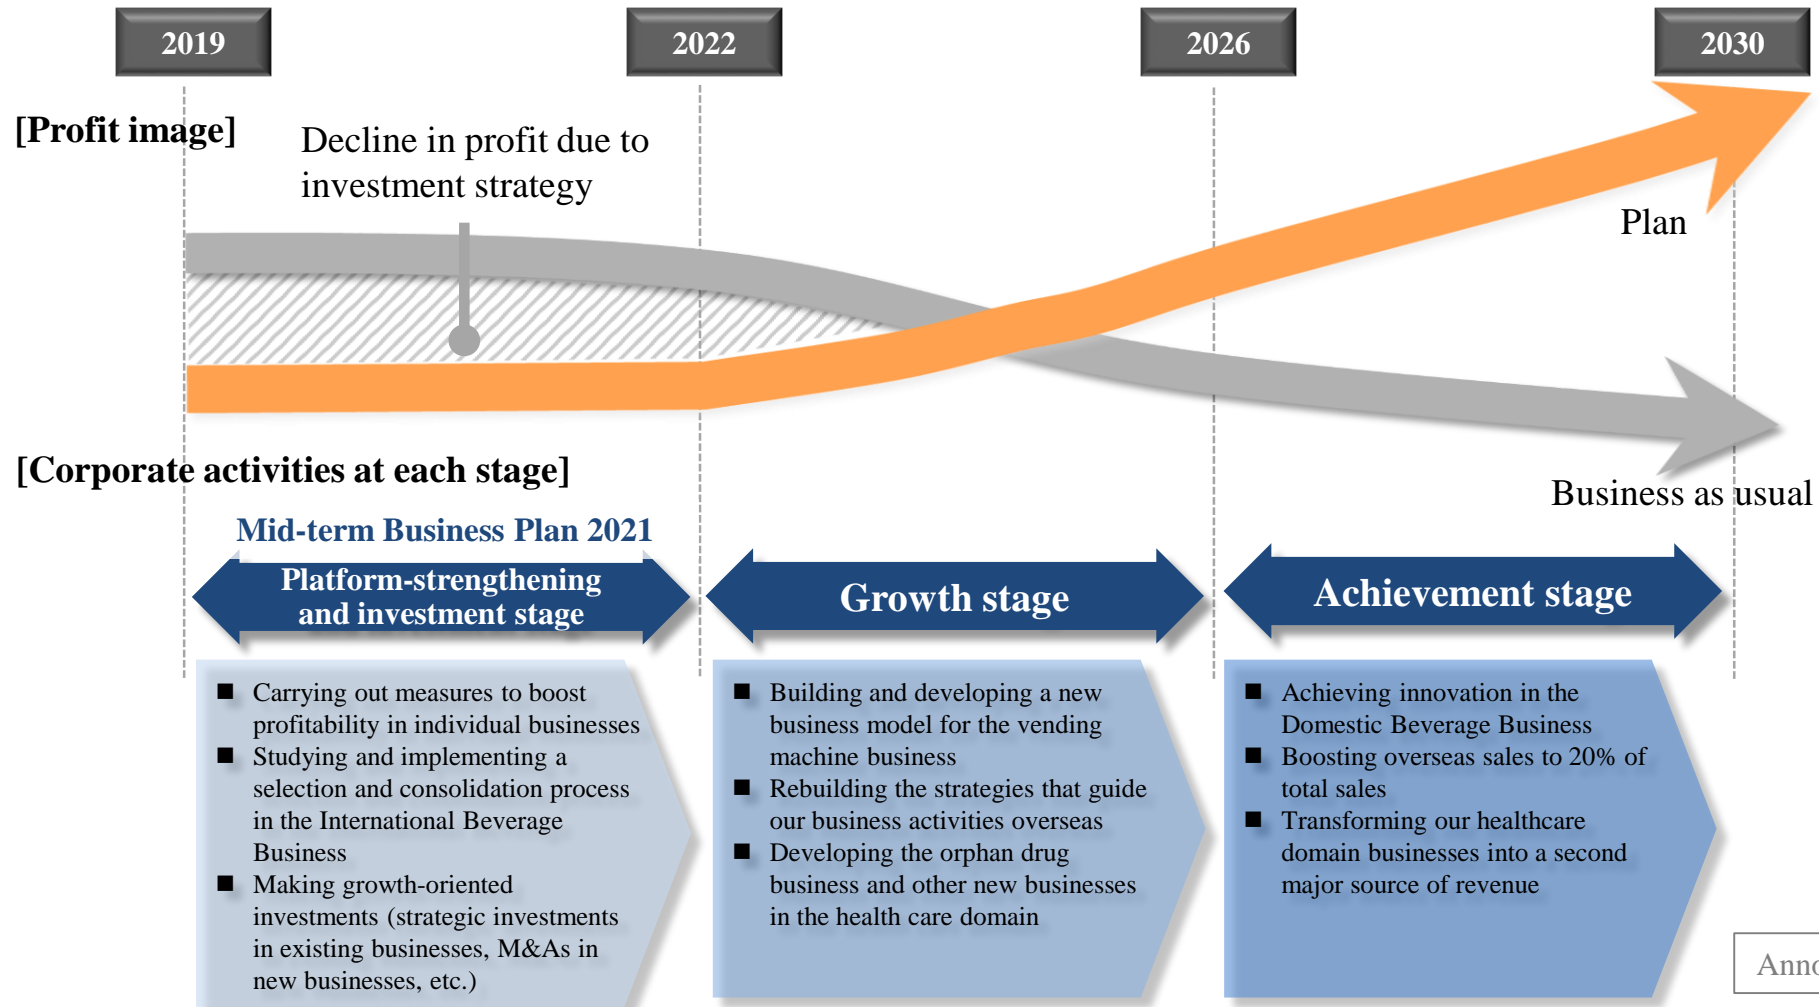 2019
2022
2026
2030
[Profit image]
Decline in profit due to
investment strategy
Plan
Business as usual
[Corporate activities at each stage]
Mid-term Business Plan 2021
Platform-strengthening
and investment stage
Growth stage
Achievement stage
■ Carrying out measures to boost
profitability in individual businesses
■ Studying and implementing a
selection and consolidation process
in the International Beverage
Business
■ Making growth-oriented
investments (strategic investments
in existing businesses, M&As in
new businesses, etc.)
■ Building and developing a new
business model for the vending
machine business
■ Rebuilding the strategies that guide
our business activities overseas
■ Developing the orphan drug
business and other new businesses
in the health care domain
■ Achieving innovation in the
Domestic Beverage Business
■ Boosting overseas sales to 20% of
total sales
■ Transforming our healthcare
domain businesses into a second
major source of revenue